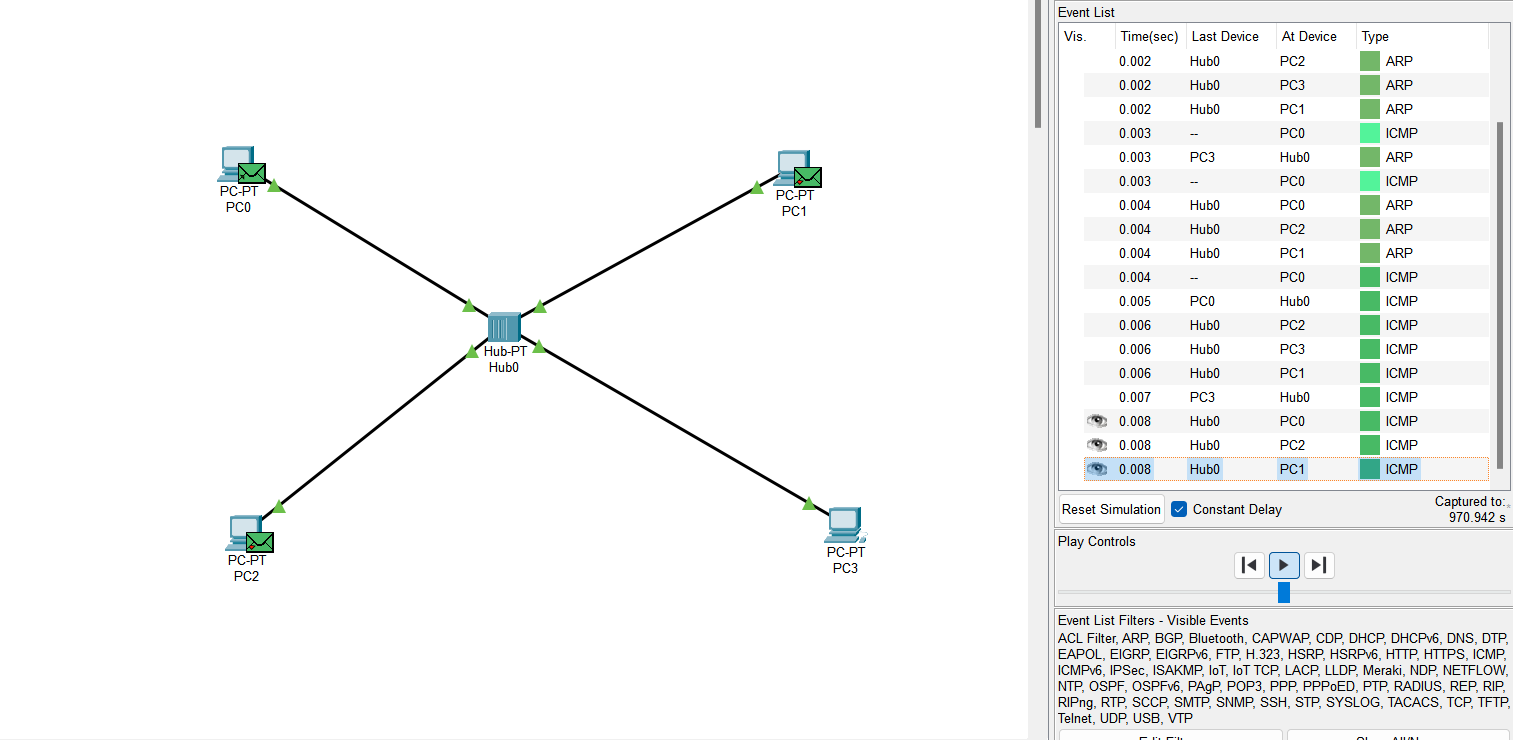 PC-PT
PC0
PC-PT
PC1
Hub-PT
Hub0
PC-PT
PC2
PC-PT
PC3
Event List
Vis. Time(sec) Last Device At Device Type
0.002 Hub0 PC2 ARP
0.002 Hub0 PC3 ARP
0.002 Hub0 PC1 ARP
0.003 -- PC0 ICMP
0.003 PC3 Hub0 ARP
0.003 -- PC0 ICMP
0.004 Hub0 PC0 ARP
0.004 Hub0 PC2 ARP
0.004 Hub0 PC1 ARP
0.004 -- PC0 ICMP
0.005 PC0 Hub0 ICMP
0.006 Hub0 PC2 ICMP
0.006 Hub0 PC3 ICMP
0.006 Hub0 PC1 ICMP
0.007 PC3 Hub0 ICMP
0.008 Hub0 PC0 ICMP
0.008 Hub0 PC2 ICMP
0.008 Hub0 PC1 ICMP
Reset Simulation Constant Delay
Captured to:
970.942 s
Play Controls
Event List Filters - Visible Events
ACL Filter, ARP, BGP, Bluetooth, CAPWAP, CDP, DHCP, DHCPv6, DNS, DTP,
EAPOL, EIGRP, EIGRPv6, FTP, H.323, HSRP, HSRPv6, HTTP, HTTPS, ICMP,
ICMPv6, IPSec, ISAKMP, IoT, IoT TCP, LACP, LLDP, Meraki, NDP, NETFLOW,
NTP, OSPF, OSPFv6, PAgP, POP3, PPP, PPPoED, PTP, RADIUS, REP, RIP,
RIPng, RTP, SCCP, SMTP, SNMP, SSH, STP, SYSLOG, TACACS, TCP, TFTP,
Telnet, UDP, USB, VTP